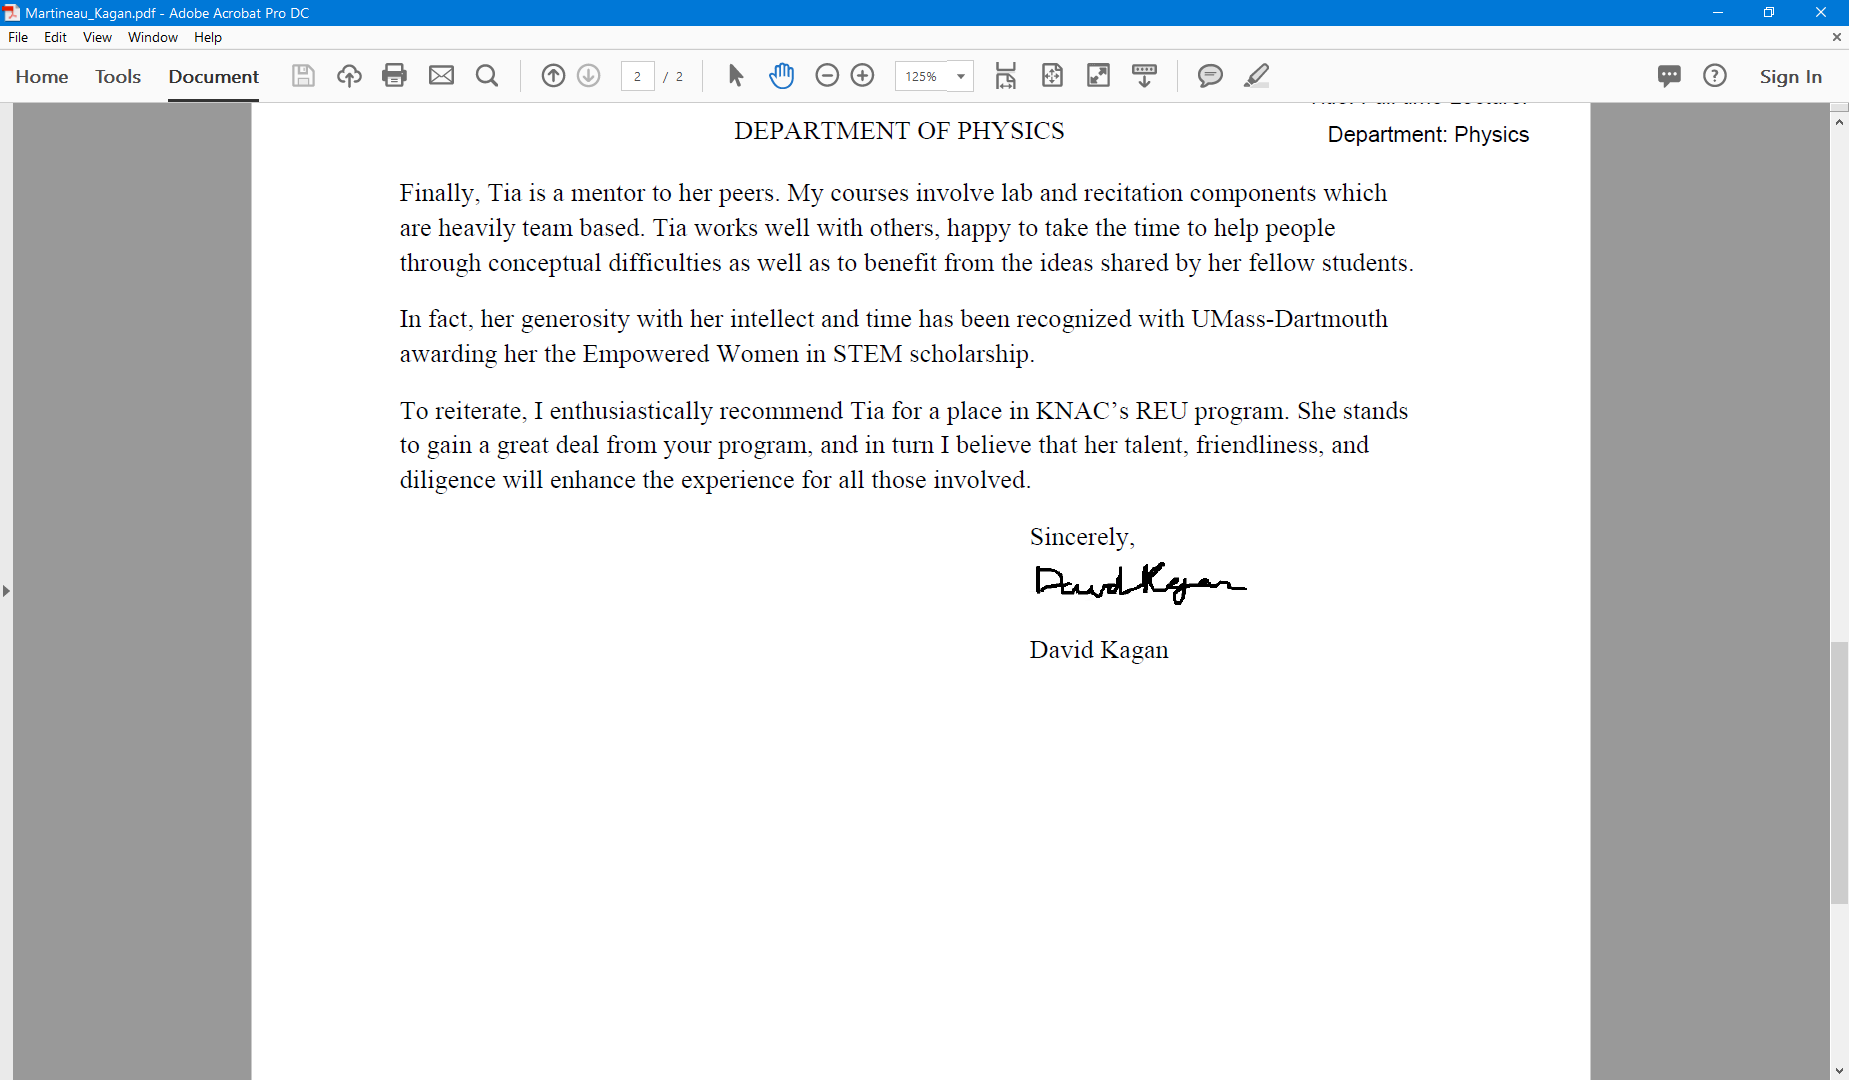 Martineau_Kagan.pdf - Adobe Acrobat Pro DC
File Edit View Window Help
Home Tools Document 2 / 2 125% Sign In
DEPARTMENT OF PHYSICS
Department: Physics
Finally, Tia is a mentor to her peers. My courses involve lab and recitation components which
are heavily team based. Tia works well with others, happy to take the time to help people
through conceptual difficulties as well as to benefit from the ideas shared by her fellow students.
In fact, her generosity with her intellect and time has been recognized with UMass-Dartmouth
awarding her the Empowered Women in STEM scholarship.
To reiterate, I enthusiastically recommend Tia for a place in KNAC’s REU program. She stands
to gain a great deal from your program, and in turn I believe that her talent, friendliness, and
diligence will enhance the experience for all those involved.
Sincerely,
David Kagan
David Kagan